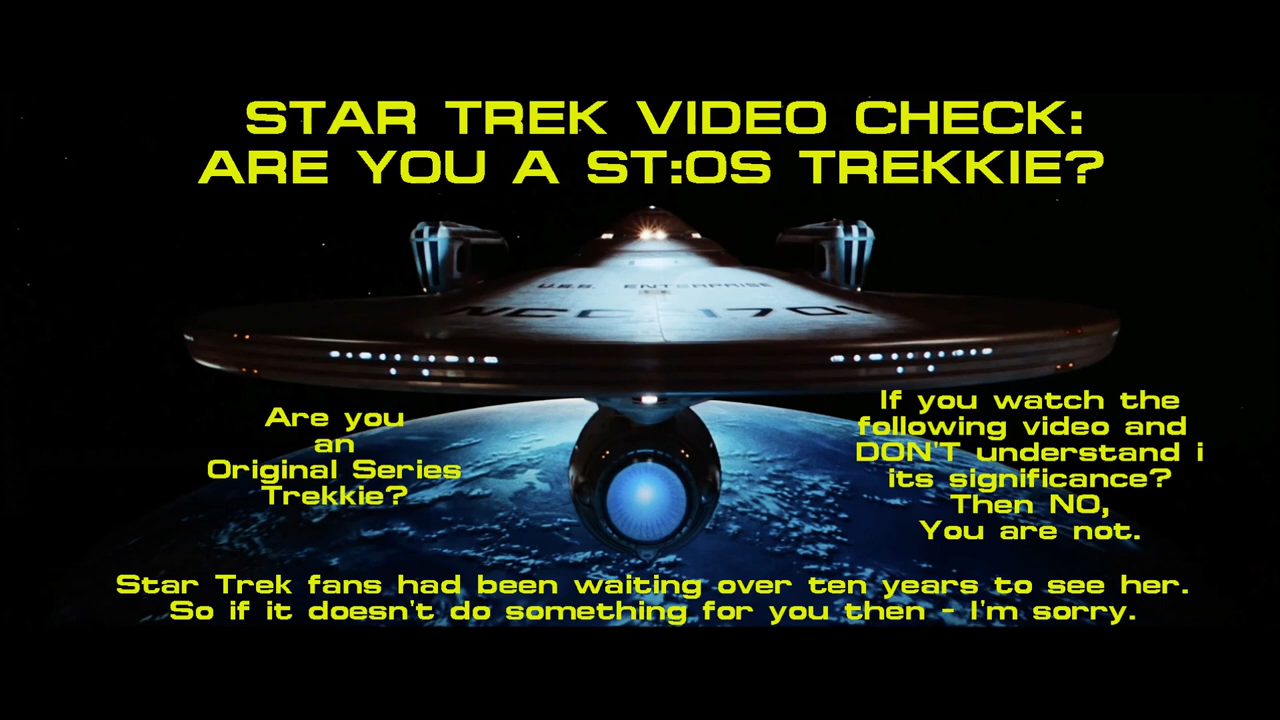 STAR TREK VIDEO CHECK:
ARE YOU A ST:OS TREKKIE?
U.S.S. ENTERPRISE
NCC-1701
Are you
an
Original Series
Trekkie?
If you watch the
following video and
DON'T understand i
its significance?
Then NO,
You are not.
Star Trek fans had been waiting over ten years to see her.
So if it doesn't do something for you then - I'm sorry.